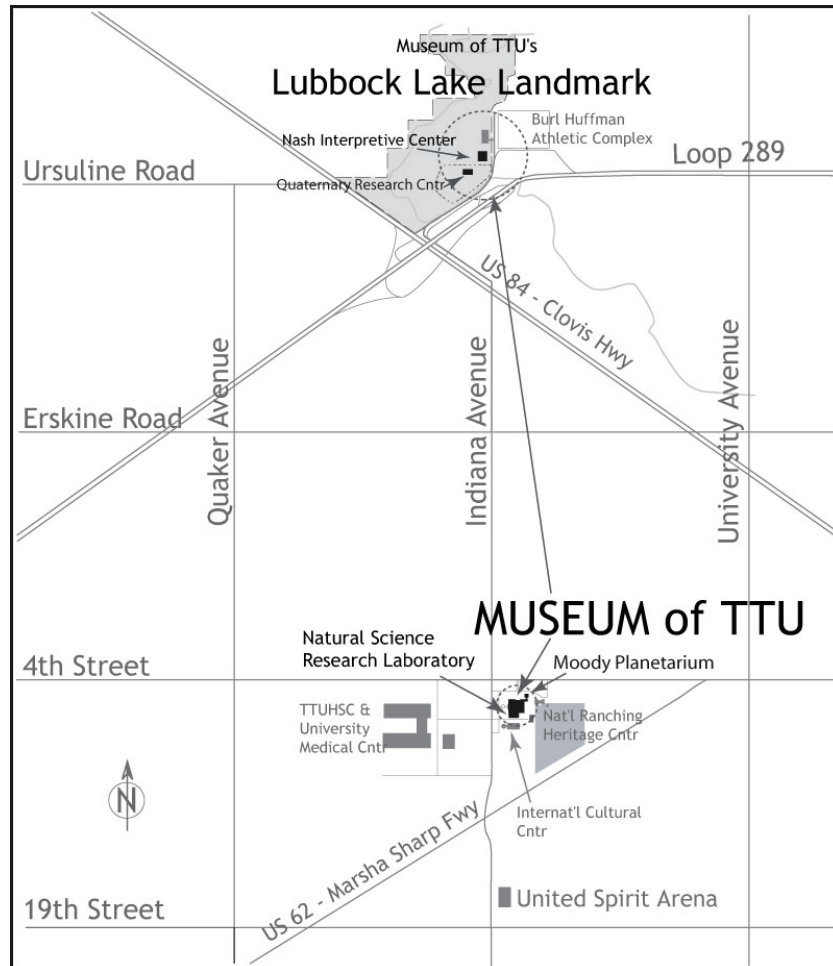 Museum of TTU's
Lubbock Lake Landmark
Burl Huffman
Athletic Complex
Nash Interpretive Center
Loop 289
Ursuline Road
Quaternary Research Cntr
US 84 - Clovis Hwy
Quaker Avenue
Indiana Avenue
University Avenue
Erskine Road
MUSEUM of TTU
Natural Science
Research Laboratory
Moody Planetarium
4th Street
TTUHSC &
University
Medical Cntr
Nat'l Ranching
Heritage Cntr
N
Internat'l Cultural
Cntr
US 62 - Marsha Sharp Fwy
United Spirit Arena
19th Street